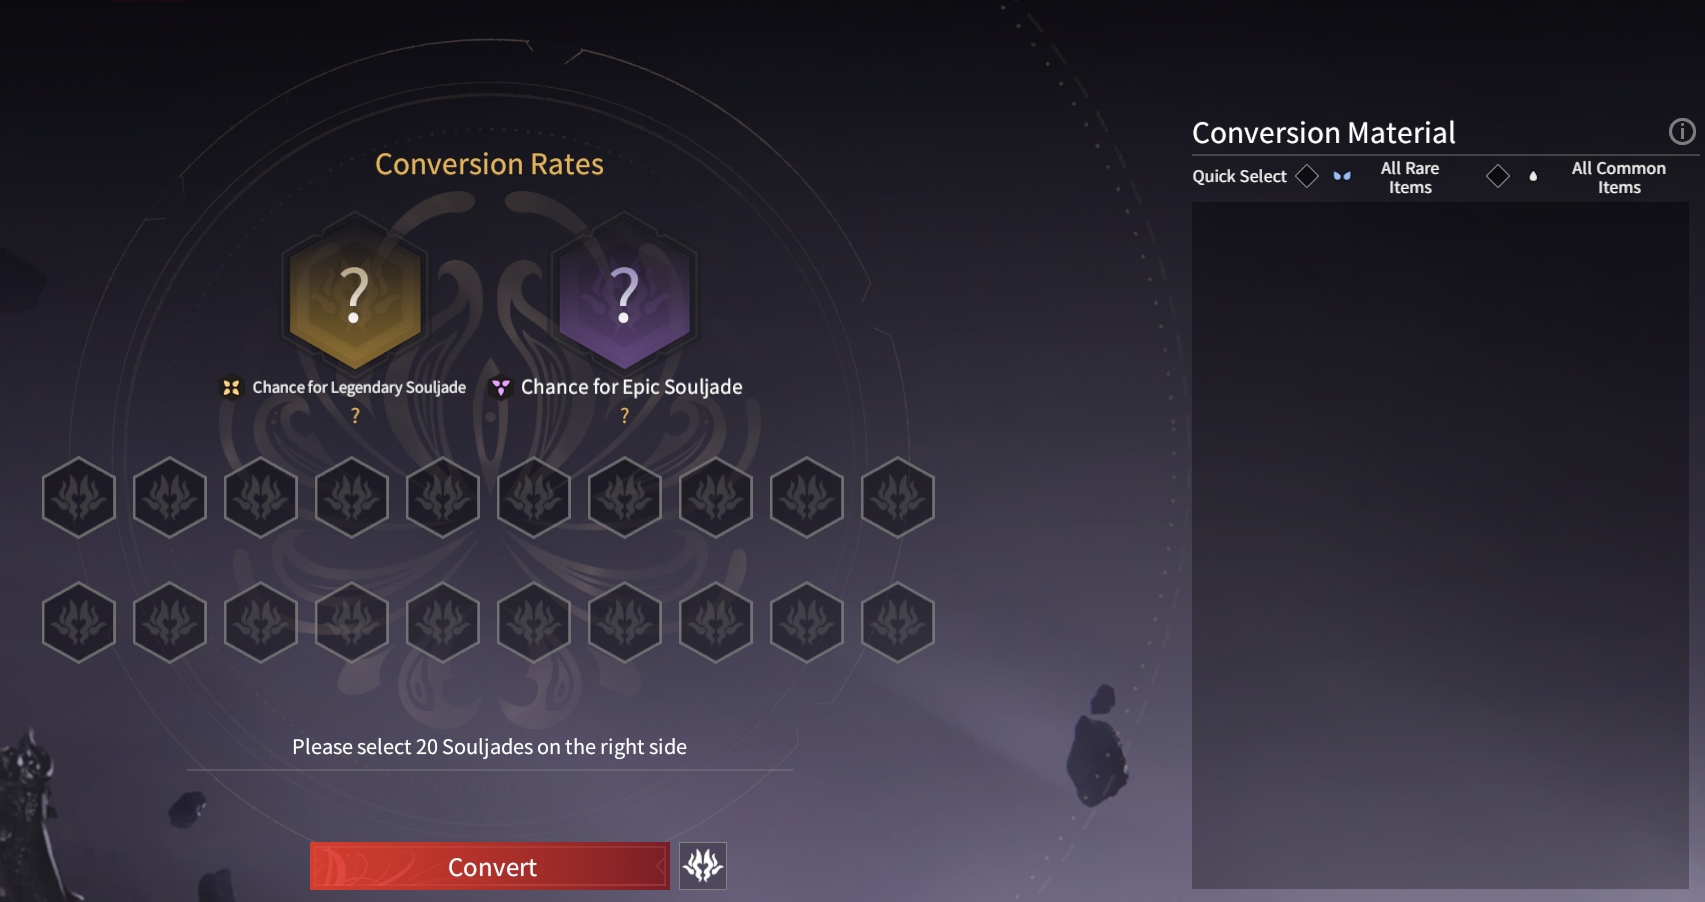 Conversion Rates
?
?
Chance for Legendary Souljade
Chance for Epic Souljade
?
?
Please select 20 Souljades on the right side
Convert
Conversion Material
i
Quick Select
All Rare
Items
All Common
Items